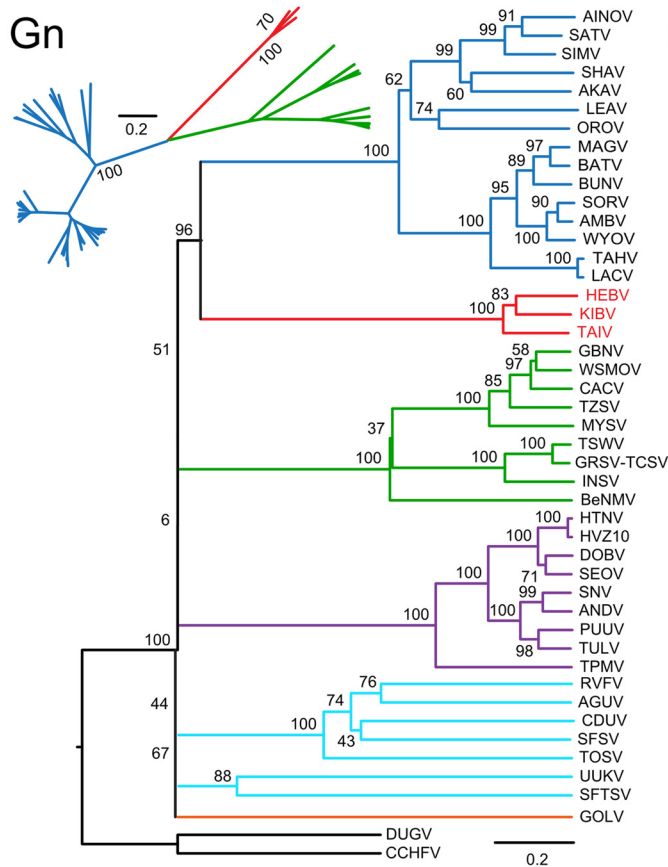 Gn
70
100
0.2
100
91
AINOV
99
SATV
99
SIMV
62
SHAV
60
AKAV
74
LEAV
OROV
100
97
MAGV
89
BATV
95
BUNV
90
SORV
AMBV
100
100
WYOV
100
TAHV
LACV
96
83
HEBV
100
KIBV
TAIV
51
58
GBNV
97
WSMOV
85
CACV
100
TZSV
37
MYSV
100
TSWV
100
100
GRSV-TCSV
INSV
BeNMV
6
100
HTNV
100
HVZ10
DOBV
100
71
SEOV
99
SNV
100
100
ANDV
PUUV
100
98
TULV
TPMV
44
76
RVFV
74
AGUV
100
CDUV
43
SFSV
67
TOSV
88
UUKV
SFTSV
GOLV
DUGV
CCHFV
0.2